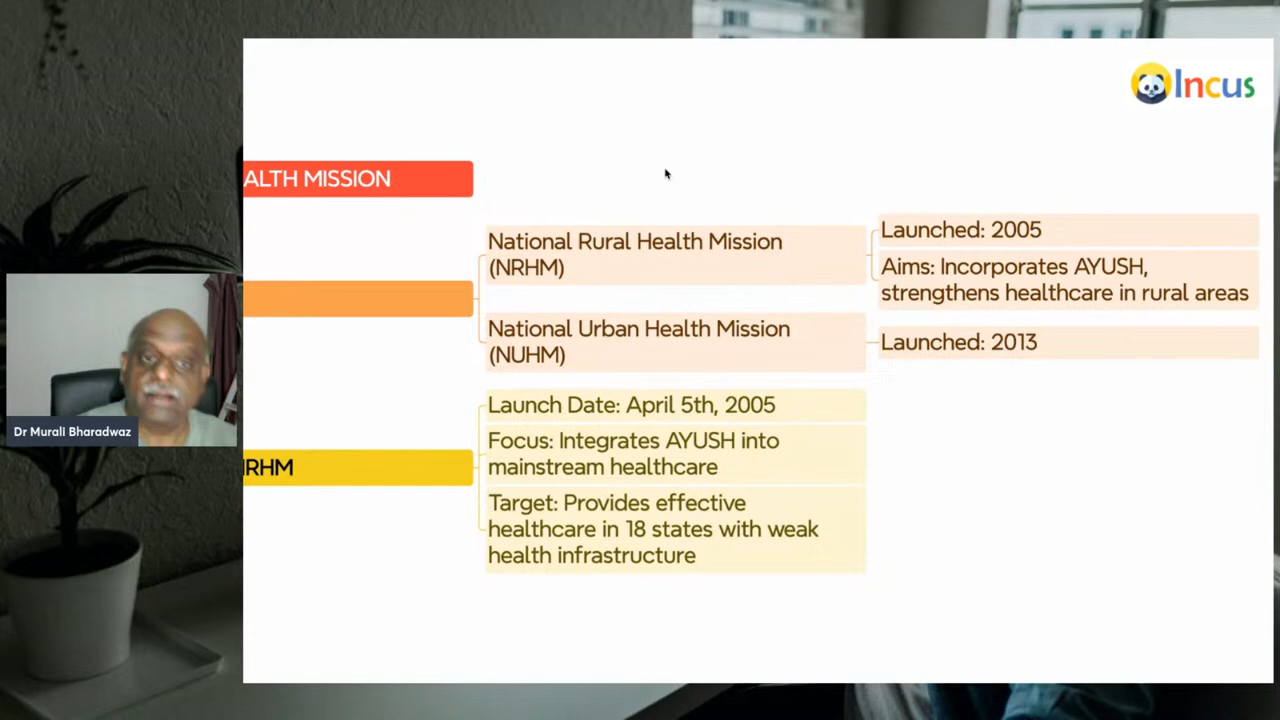 Incus
ALTH MISSION
National Rural Health Mission
(NRHM)
Launched: 2005
Aims: Incorporates AYUSH,
strengthens healthcare in rural areas
National Urban Health Mission
(NUHM)
Launched: 2013
RHM
Launch Date: April 5th, 2005
Focus: Integrates AYUSH into
mainstream healthcare
Target: Provides effective
healthcare in 18 states with weak
health infrastructure
Dr Murali Bharadwaz